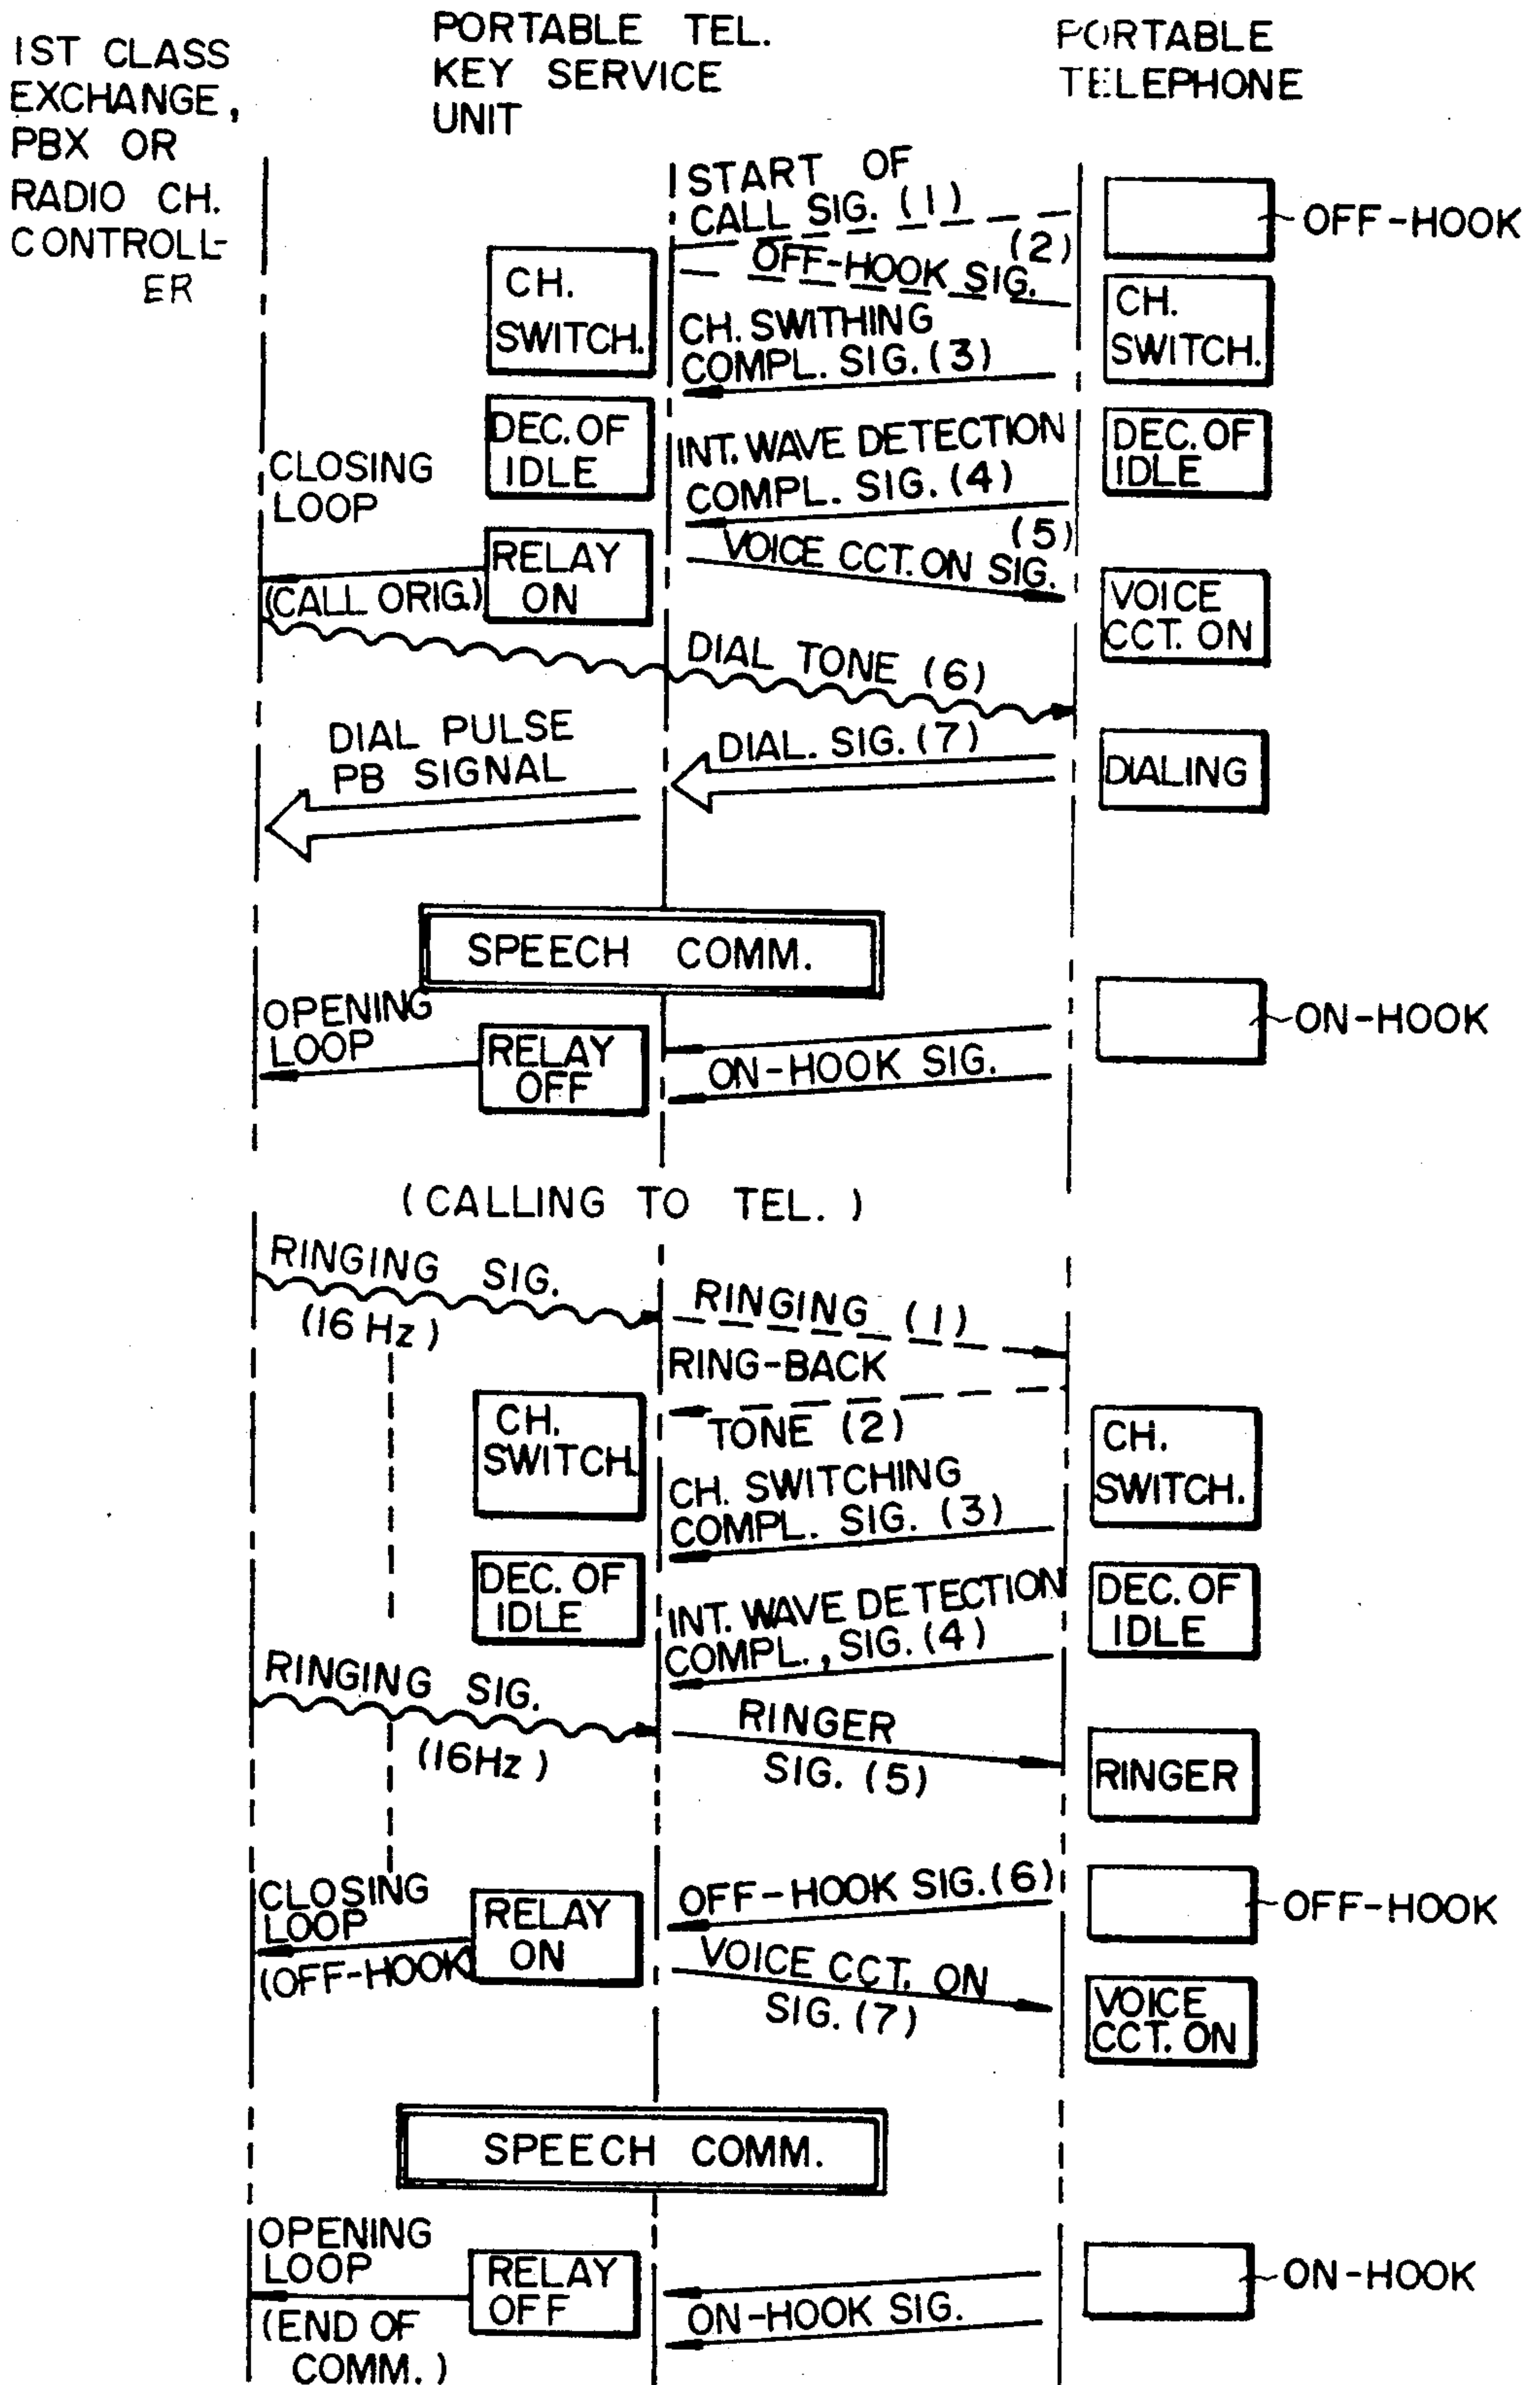 1ST CLASS
EXCHANGE,
PBX OR
RADIO CH.
CONTROLL-
ER
PORTABLE TEL.
KEY SERVICE
UNIT
PORTABLE
TELEPHONE
START OF
CALL SIG. (1)
OFF-HOOK
(2)
OFF-HOOK SIG.
CH.
SWITCH.
CH. SWITHING
COMPL. SIG. (3)
CH.
SWITCH.
DEC. OF
IDLE
INT. WAVE DETECTION
COMPL. SIG. (4)
DEC. OF
IDLE
CLOSING
LOOP
(CALL ORIG.)
RELAY
ON
(5)
VOICE CCT. ON SIG.
VOICE
CCT. ON
DIAL TONE (6)
DIAL PULSE
PB SIGNAL
DIAL. SIG. (7)
DIALING
SPEECH COMM.
OPENING
LOOP
RELAY
OFF
ON-HOOK SIG.
ON-HOOK
(CALLING TO TEL.)
RINGING SIG.
(16 Hz)
RINGING (1)
RING-BACK
TONE (2)
CH.
SWITCH.
CH. SWITCHING
COMPL. SIG. (3)
CH.
SWITCH.
DEC. OF
IDLE
INT. WAVE DETECTION
COMPL., SIG. (4)
DEC. OF
IDLE
RINGING SIG.
(16Hz)
RINGER
SIG. (5)
RINGER
CLOSING
LOOP
(OFF-HOOK)
RELAY
ON
OFF-HOOK SIG. (6)
OFF-HOOK
VOICE CCT. ON
SIG. (7)
VOICE
CCT. ON
SPEECH COMM.
OPENING
LOOP
(END OF
COMM.)
RELAY
OFF
ON-HOOK SIG.
ON-HOOK